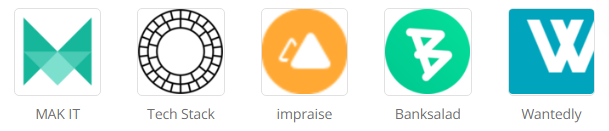 MAK IT
Tech Stack
impraise
Banksalad
Wantedly